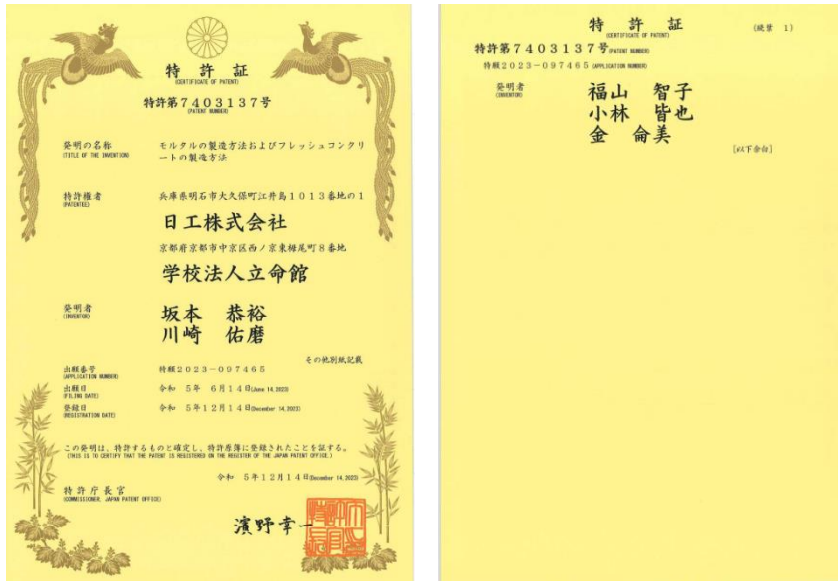 特許証
(CERTIFICATE OF PATENT)
特許第7403137号
(PATENT NUMBER)
発明の名称
(TITLE OF THE INVENTION)
モルタルの製造方法およびフレッシュコンクリ
ートの製造方法
特許権者
(PATENTEE)
兵庫県明石市大久保町江井島1013番地の1
日工株式会社
京都府京都市中京区西ノ京東栂尾町8番地
学校法人立命館
発明者
(INVENTOR)
坂本 恭裕
川崎 佑磨
その他別紙記載
出願番号
(APPLICATION NUMBER)
特願2023-097465
出願日
(FILING DATE)
令和 5年 6月14日(June 14,2023)
登録日
(REGISTRATION DATE)
令和 5年12月14日(December 14,2023)
この発明は、特許するものと確定し、特許原簿に登録されたことを証する。
(THIS IS TO CERTIFY THAT THE PATENT IS REGISTERED ON THE REGISTER OF THE JAPAN PATENT OFFICE.)
令和 5年12月14日(December 14,2023)
特許庁長官
(COMMISSIONER, JAPAN PATENT OFFICE)
濱野幸一
特許証
(CERTIFICATE OF PATENT)
(続葉 1)
特許第7403137号(PATENT NUMBER)
特願2023-097465(APPLICATION NUMBER)
発明者
(INVENTOR)
福山 智子
小林 皆也
金 侖美
[以下余白]